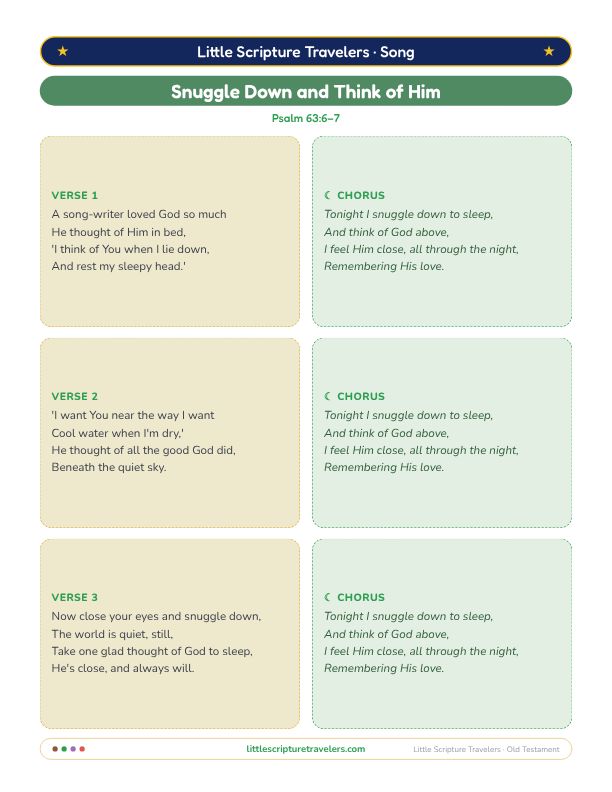 Little Scripture Travelers · Song
Snuggle Down and Think of Him
Psalm 63:6–7
VERSE 1
A song-writer loved God so much
He thought of Him in bed,
'I think of You when I lie down,
And rest my sleepy head.'
☾ CHORUS
Tonight I snuggle down to sleep,
And think of God above,
I feel Him close, all through the night,
Remembering His love.
VERSE 2
'I want You near the way I want
Cool water when I'm dry,'
He thought of all the good God did,
Beneath the quiet sky.
☾ CHORUS
Tonight I snuggle down to sleep,
And think of God above,
I feel Him close, all through the night,
Remembering His love.
VERSE 3
Now close your eyes and snuggle down,
The world is quiet, still,
Take one glad thought of God to sleep,
He's close, and always will.
☾ CHORUS
Tonight I snuggle down to sleep,
And think of God above,
I feel Him close, all through the night,
Remembering His love.
littlescripturetravelers.com
Little Scripture Travelers · Old Testament